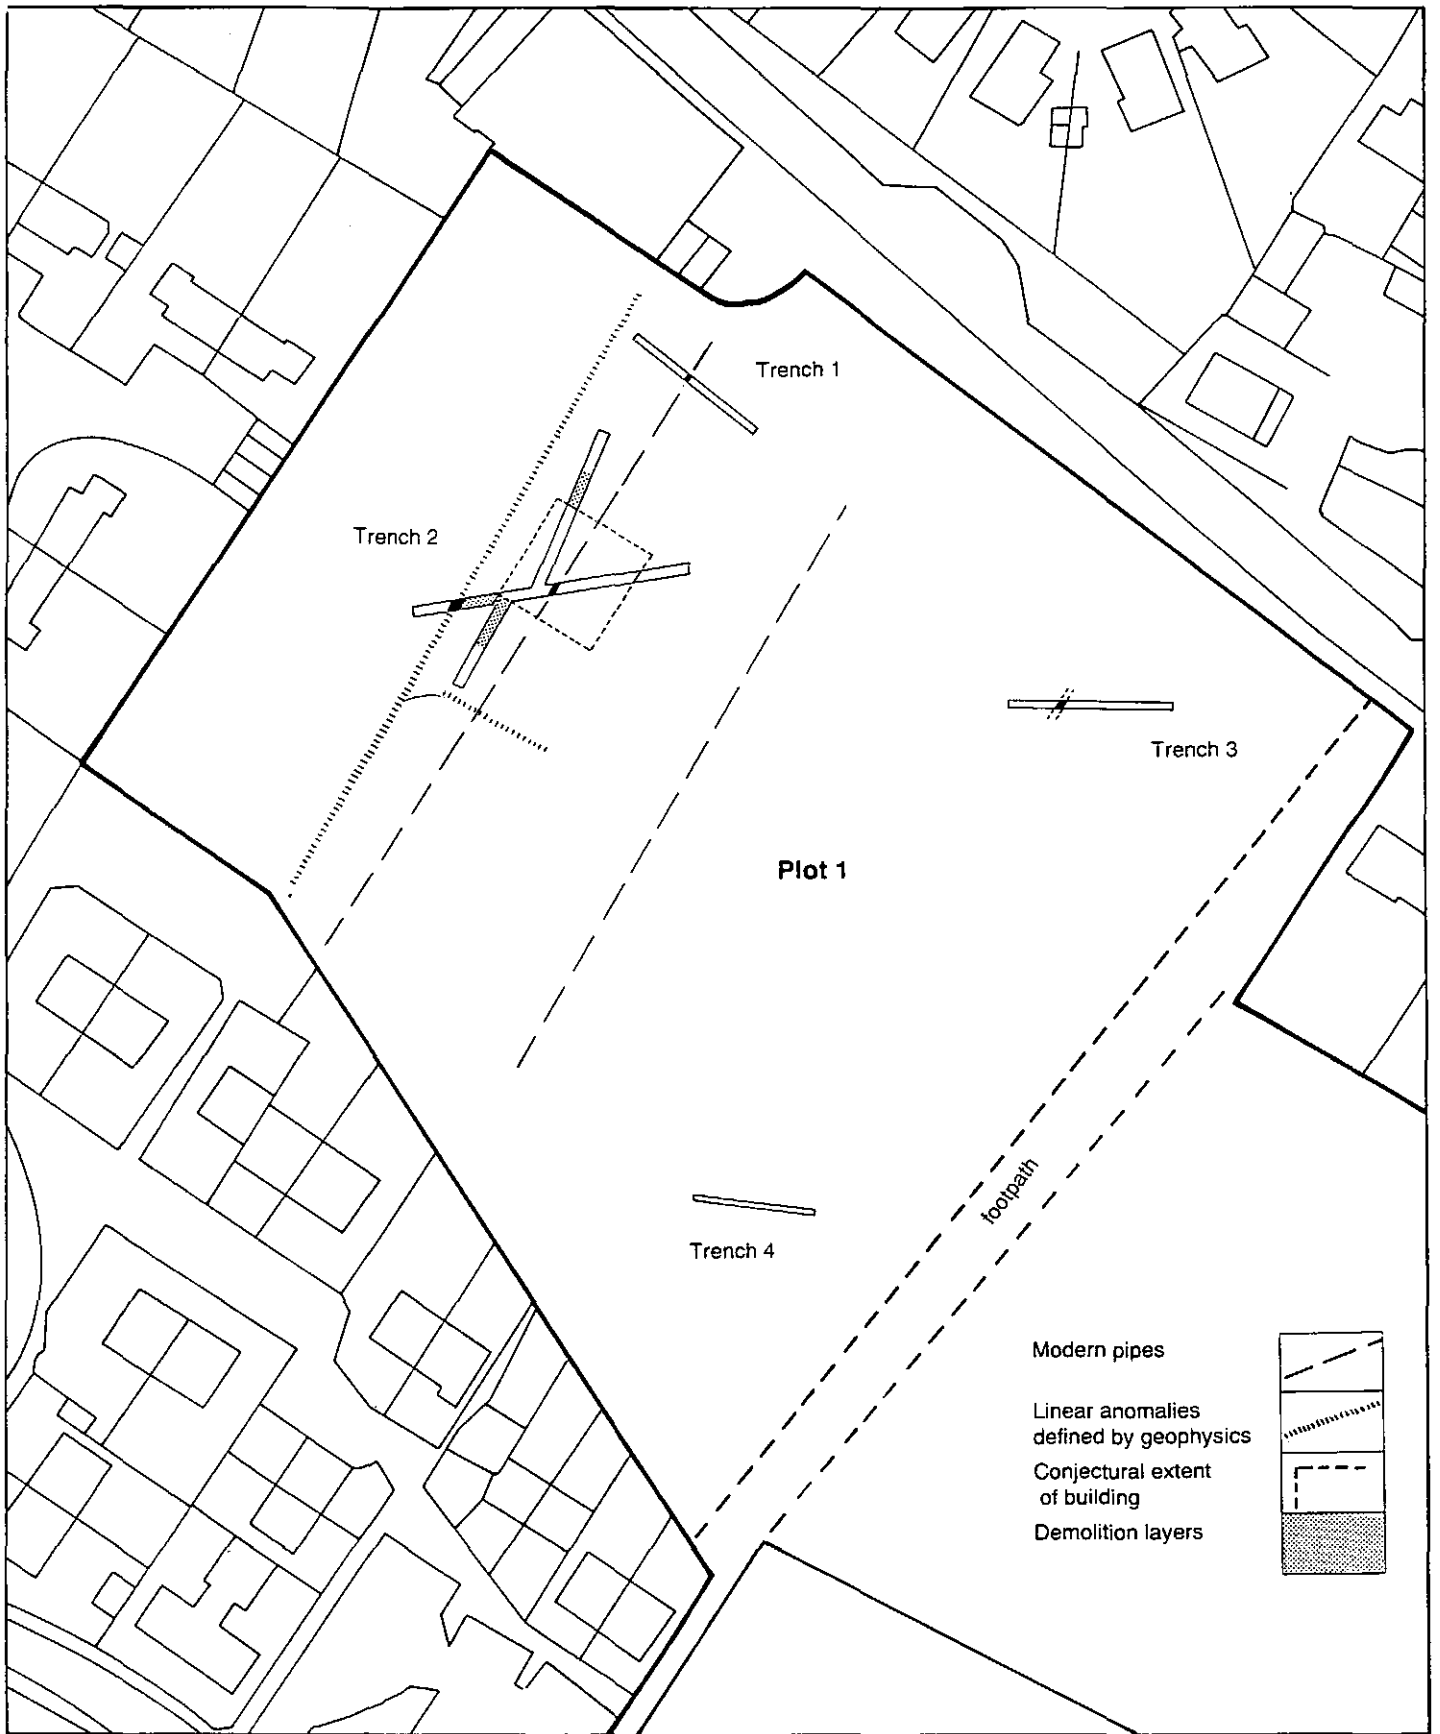 Trench 1
Trench 2
Trench 3
Plot 1
footpath
Trench 4
Modern pipes
Linear anomalies
defined by geophysics
Conjectural extent
of building
Demolition layers